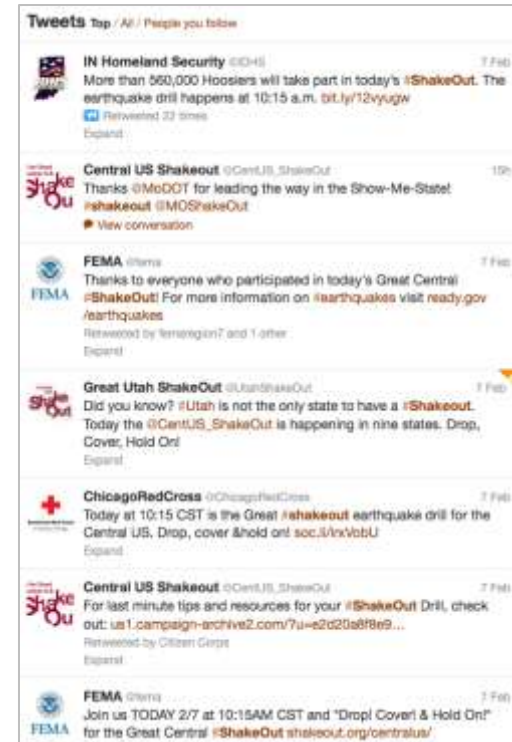 Tweets Top / All / People you follow
IN Homeland Security @IDHS 7 Feb
More than 560,000 Hoosiers will take part in today's #ShakeOut. The
earthquake drill happens at 10:15 a.m. bit.ly/12vyugw
Retweeted 22 times
Expand
Central US Shakeout @CentUS_ShakeOut 15h
Thanks @MoDOT for leading the way in the Show-Me-State!
#shakeout @MOShakeOut
View conversation
FEMA @fema 7 Feb
Thanks to everyone who participated in today's Great Central
#ShakeOut! For more information on #earthquakes visit ready.gov
/earthquakes
Retweeted by femaregion7 and 1 other
Expand
Great Utah ShakeOut @UtahShakeOut 7 Feb
Did you know? #Utah is not the only state to have a #Shakeout.
Today the @CentUS_ShakeOut is happening in nine states. Drop,
Cover, Hold On!
Expand
ChicagoRedCross @ChicagoRedCross 7 Feb
Today at 10:15 CST is the Great #shakeout earthquake drill for the
Central US, Drop, cover &hold on!
Expand
Central US Shakeout @CentUS_ShakeOut 7 Feb
For last minute tips and resources for your #ShakeOut Drill, check
out: us1.campaign-archive2.com/?u=e2d20a8f8e9...
Retweeted by Citizen Corps
Expand
FEMA @fema 7 Feb
Join us TODAY 2/7 at 10:15AM CST and "Drop! Cover! & Hold On!"
for the Great Central #ShakeOut shakeout.org/centralus/